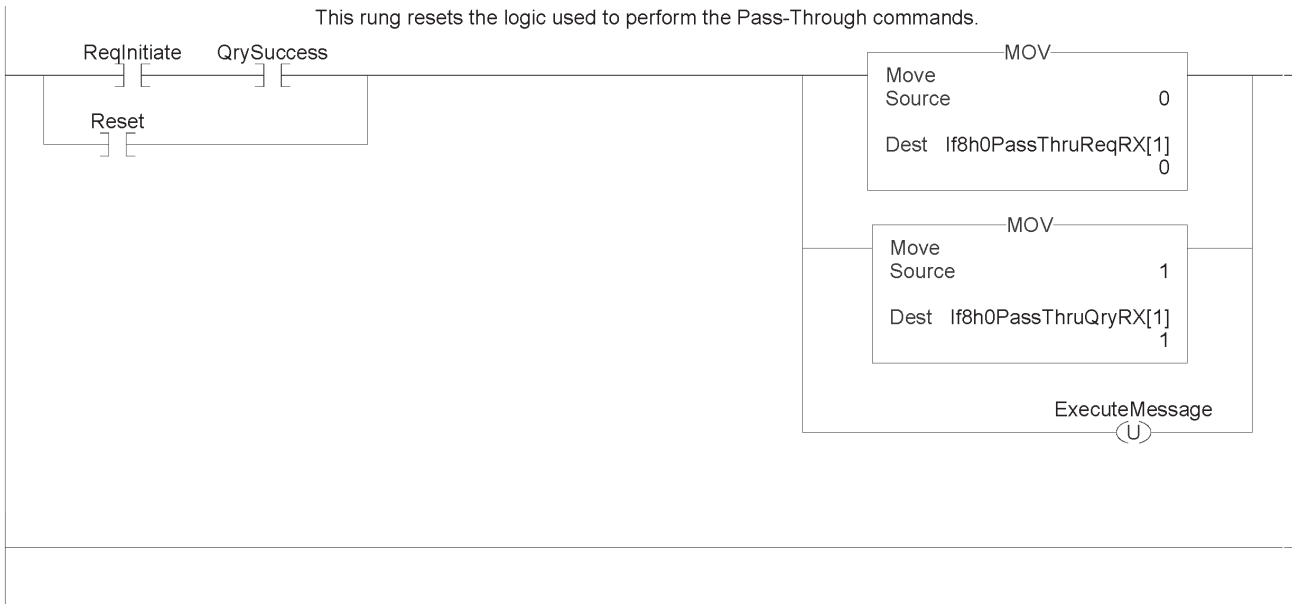 This rung resets the logic used to perform the Pass-Through commands.
ReqInitiate QrySuccess
Reset
MOV
Move
Source 0
Dest If8h0PassThruReqRX[1]
0
MOV
Move
Source 1
Dest If8h0PassThruQryRX[1]
1
ExecuteMessage
U